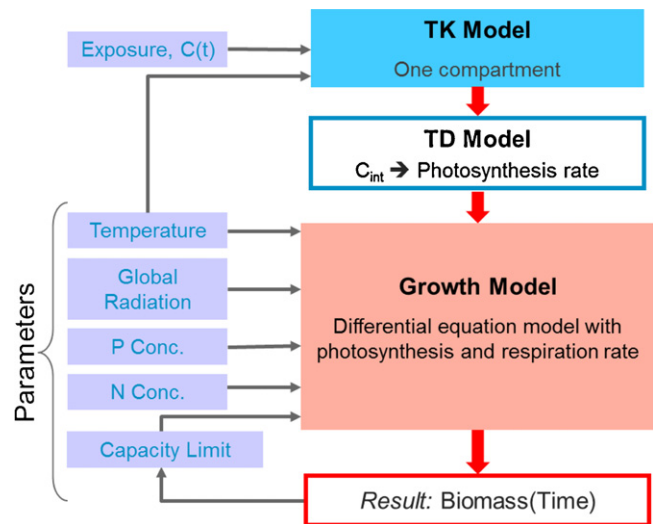 Exposure, C(t)
TK Model
One compartment
TD Model
Cint ➔ Photosynthesis rate
Parameters
Temperature
Global
Radiation
P Conc.
N Conc.
Capacity Limit
Growth Model
Differential equation model with
photosynthesis and respiration rate
Result: Biomass(Time)